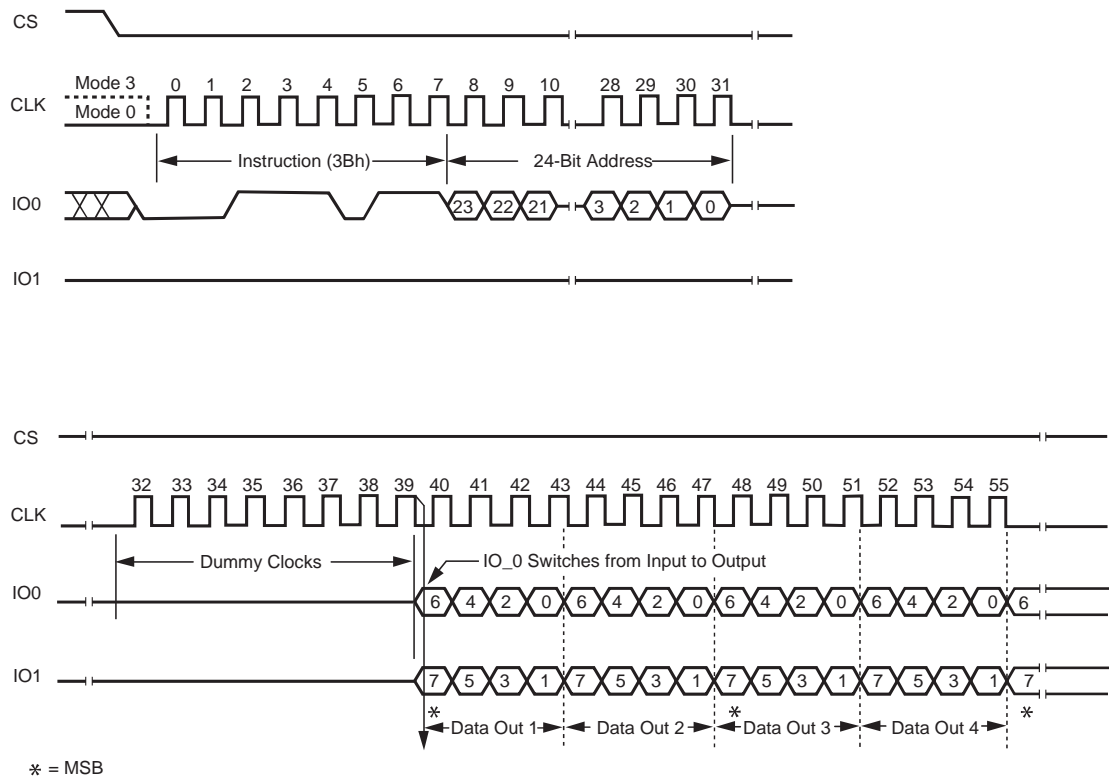 CS
Mode 3
0 1 2 3 4 5 6 7 8 9 10 28 29 30 31
CLK
Mode 0
Instruction (3Bh) 24-Bit Address
IO0
23 22 21 3 2 1 0
IO1
CS
32 33 34 35 36 37 38 39 40 41 42 43 44 45 46 47 48 49 50 51 52 53 54 55
CLK
Dummy Clocks IO_0 Switches from Input to Output
IO0
6 4 2 0 6 4 2 0 6 4 2 0 6 4 2 0 6
IO1
7 5 3 1 7 5 3 1 7 5 3 1 7 5 3 1 7
* * *
Data Out 1 Data Out 2 Data Out 3 Data Out 4
* = MSB